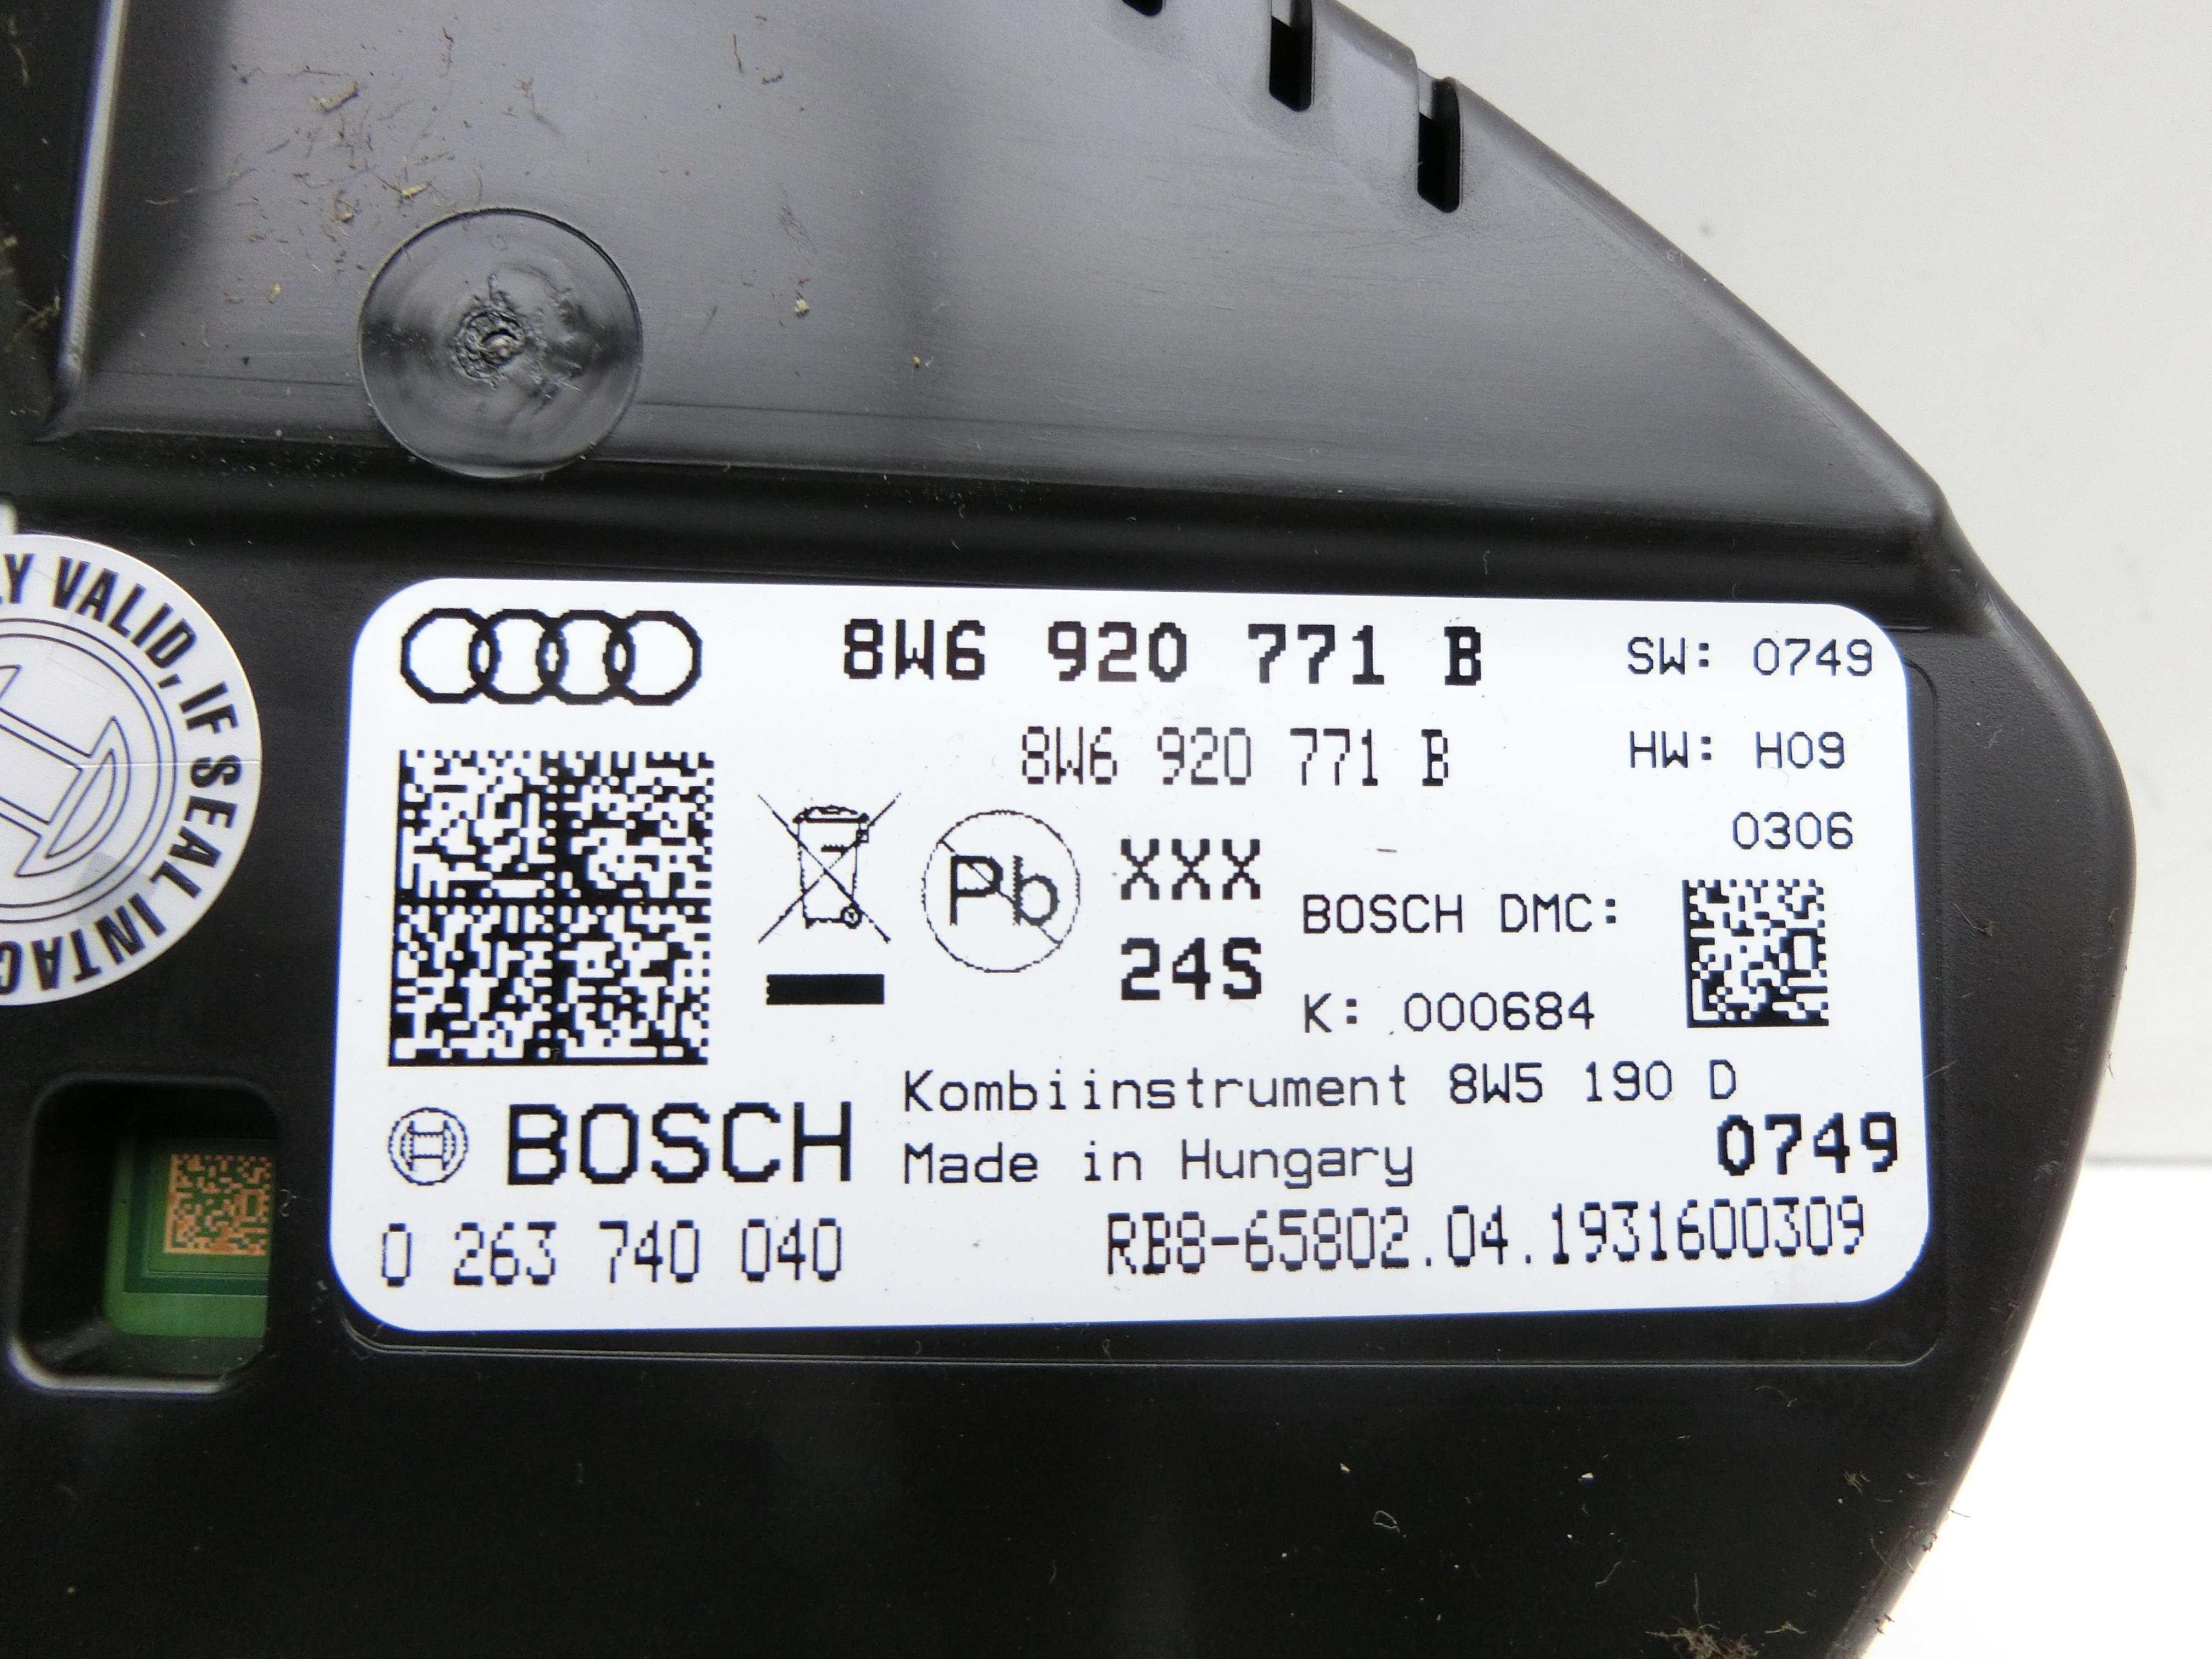 8W6 920 771 B
SW: 0749
8W6 920 771 B
HW: H09
0306
Pb
XXX
24S
BOSCH DMC:
K: 000684
Kombiinstrument 8W5 190 D
BOSCH
Made in Hungary
0749
0 263 740 040
RB8-65802.04.1931600309
VALID, IF SEAL